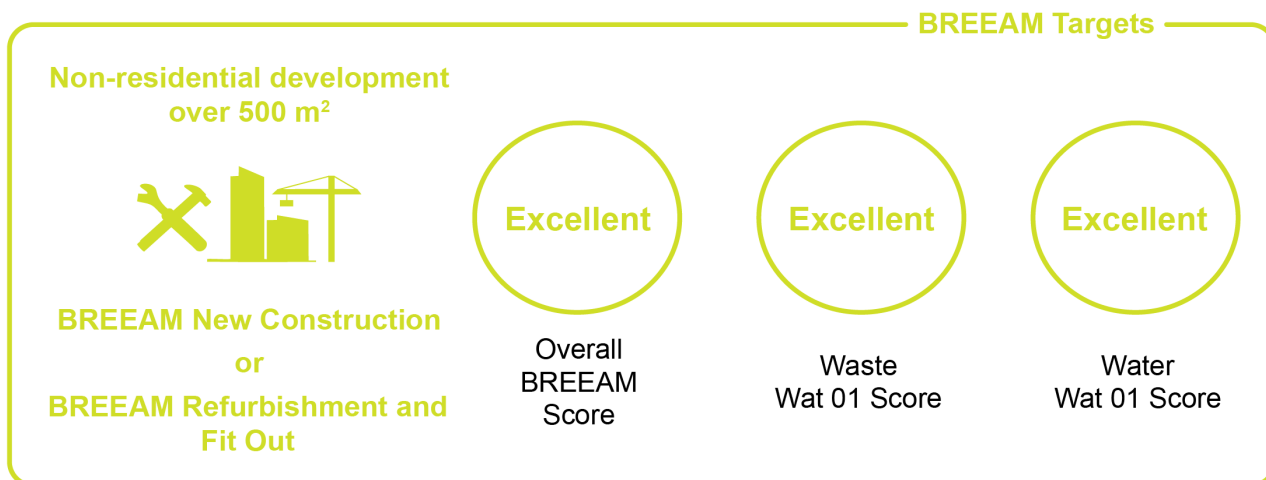 BREEAM Targets
Non-residential development
over 500 m²
BREEAM New Construction
or
BREEAM Refurbishment and
Fit Out
Excellent
Overall
BREEAM
Score
Excellent
Waste
Wat 01 Score
Excellent
Water
Wat 01 Score